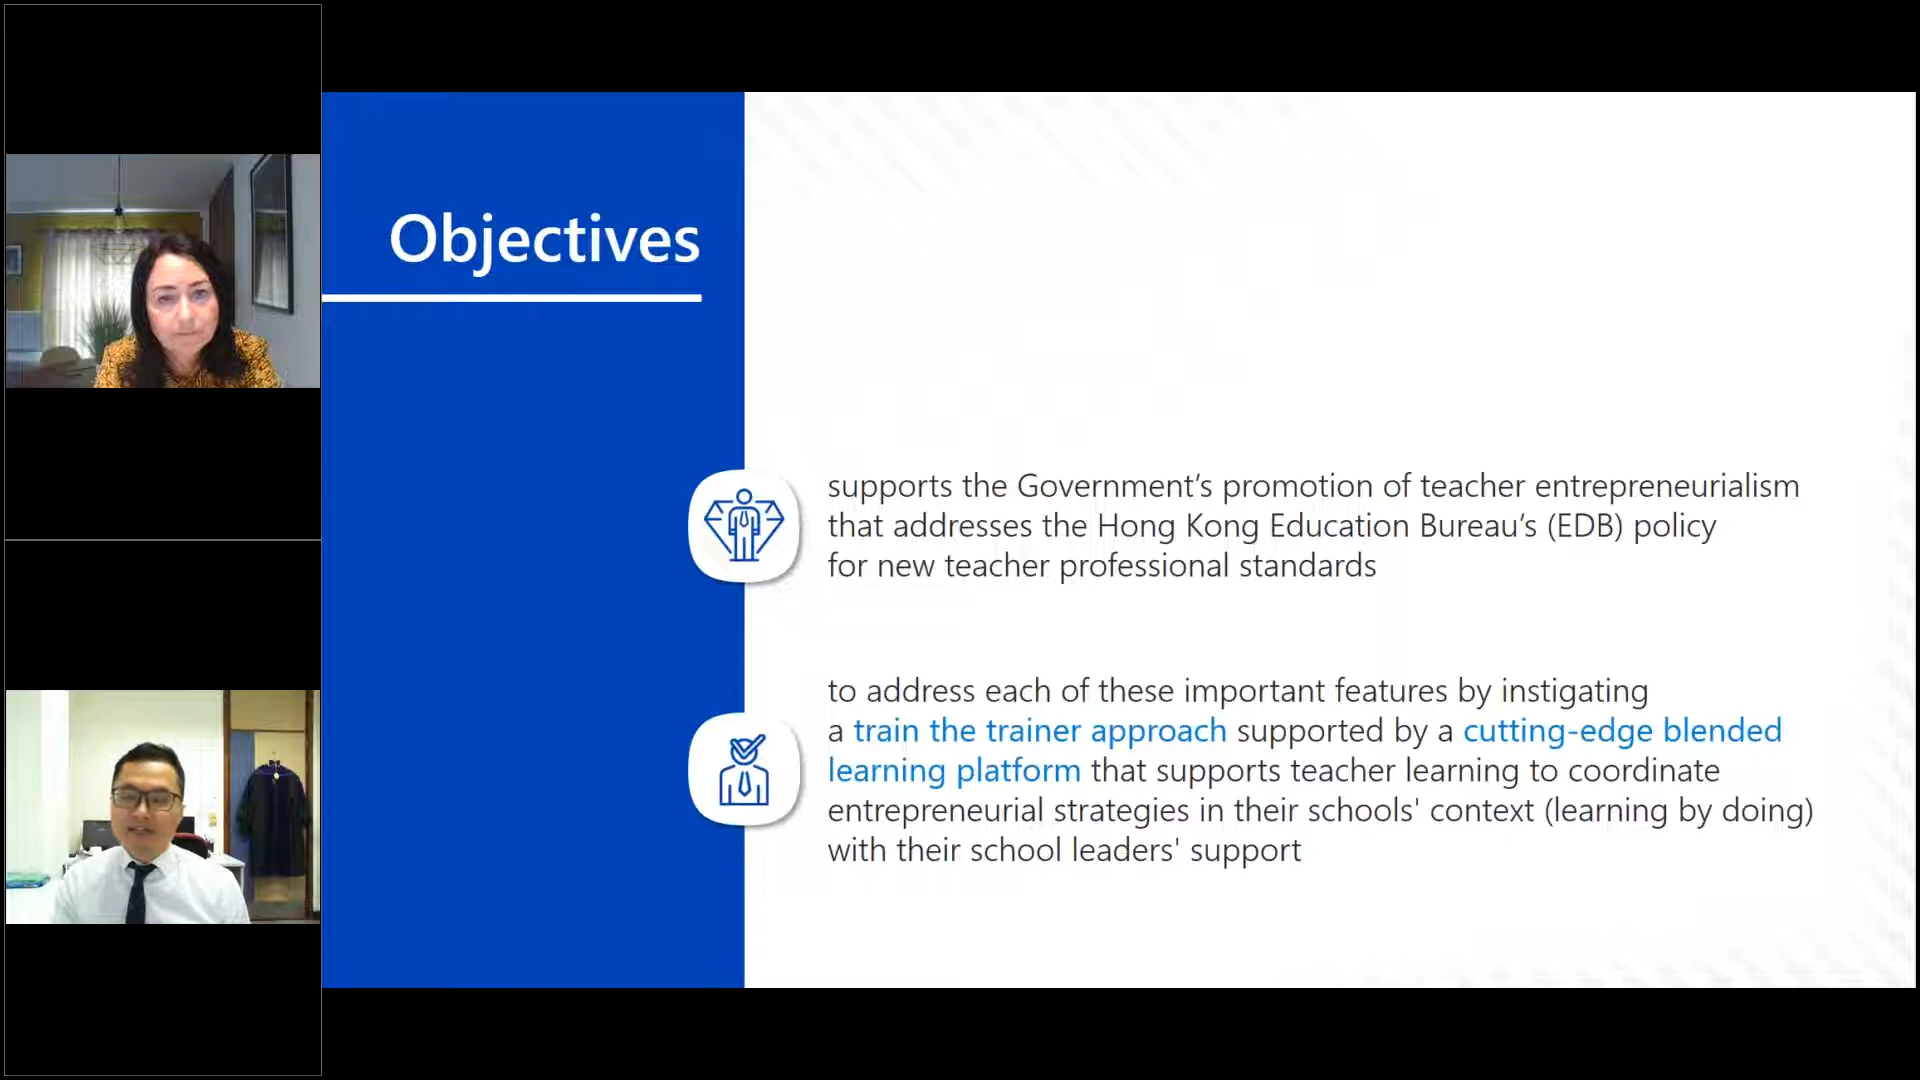 Objectives
supports the Government’s promotion of teacher entrepreneurialism
that addresses the Hong Kong Education Bureau’s (EDB) policy
for new teacher professional standards
to address each of these important features by instigating
a train the trainer approach supported by a cutting-edge blended
learning platform that supports teacher learning to coordinate
entrepreneurial strategies in their schools' context (learning by doing)
with their school leaders' support